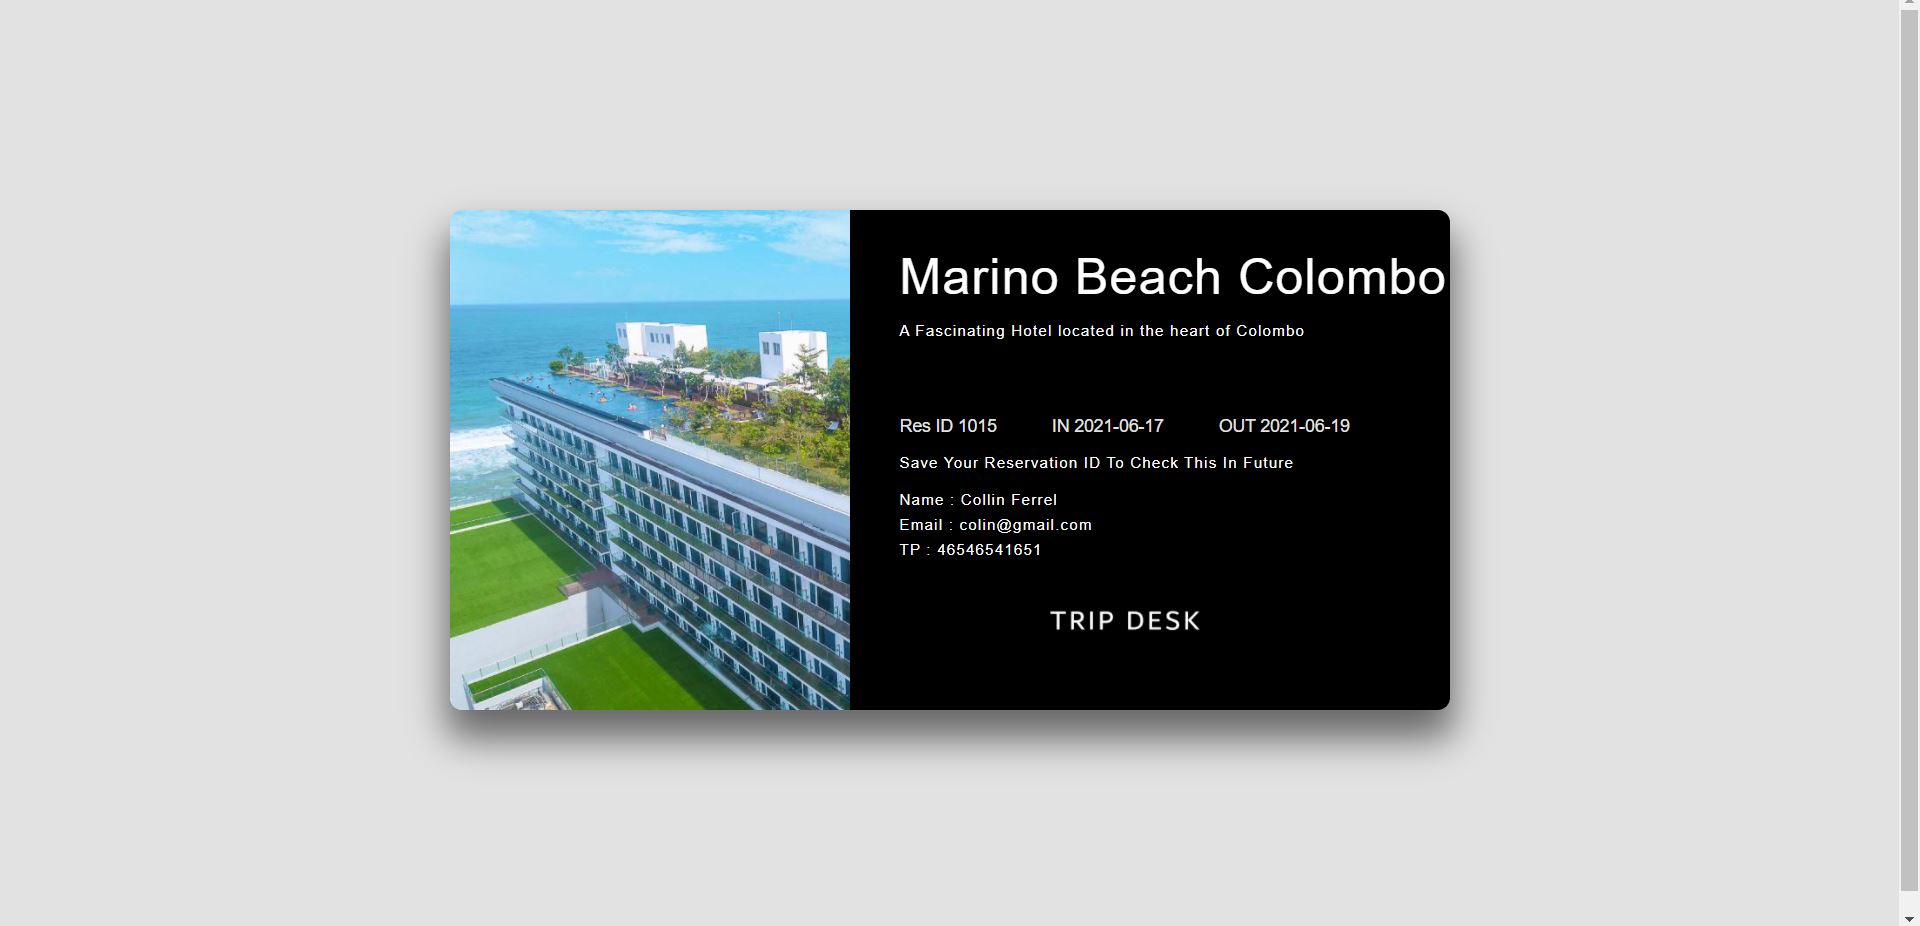 Marino Beach Colombo
A Fascinating Hotel located in the heart of Colombo
Res ID 1015 IN 2021-06-17 OUT 2021-06-19
Save Your Reservation ID To Check This In Future
Name : Collin Ferrel
Email : colin@gmail.com
TP : 46546541651
TRIP DESK